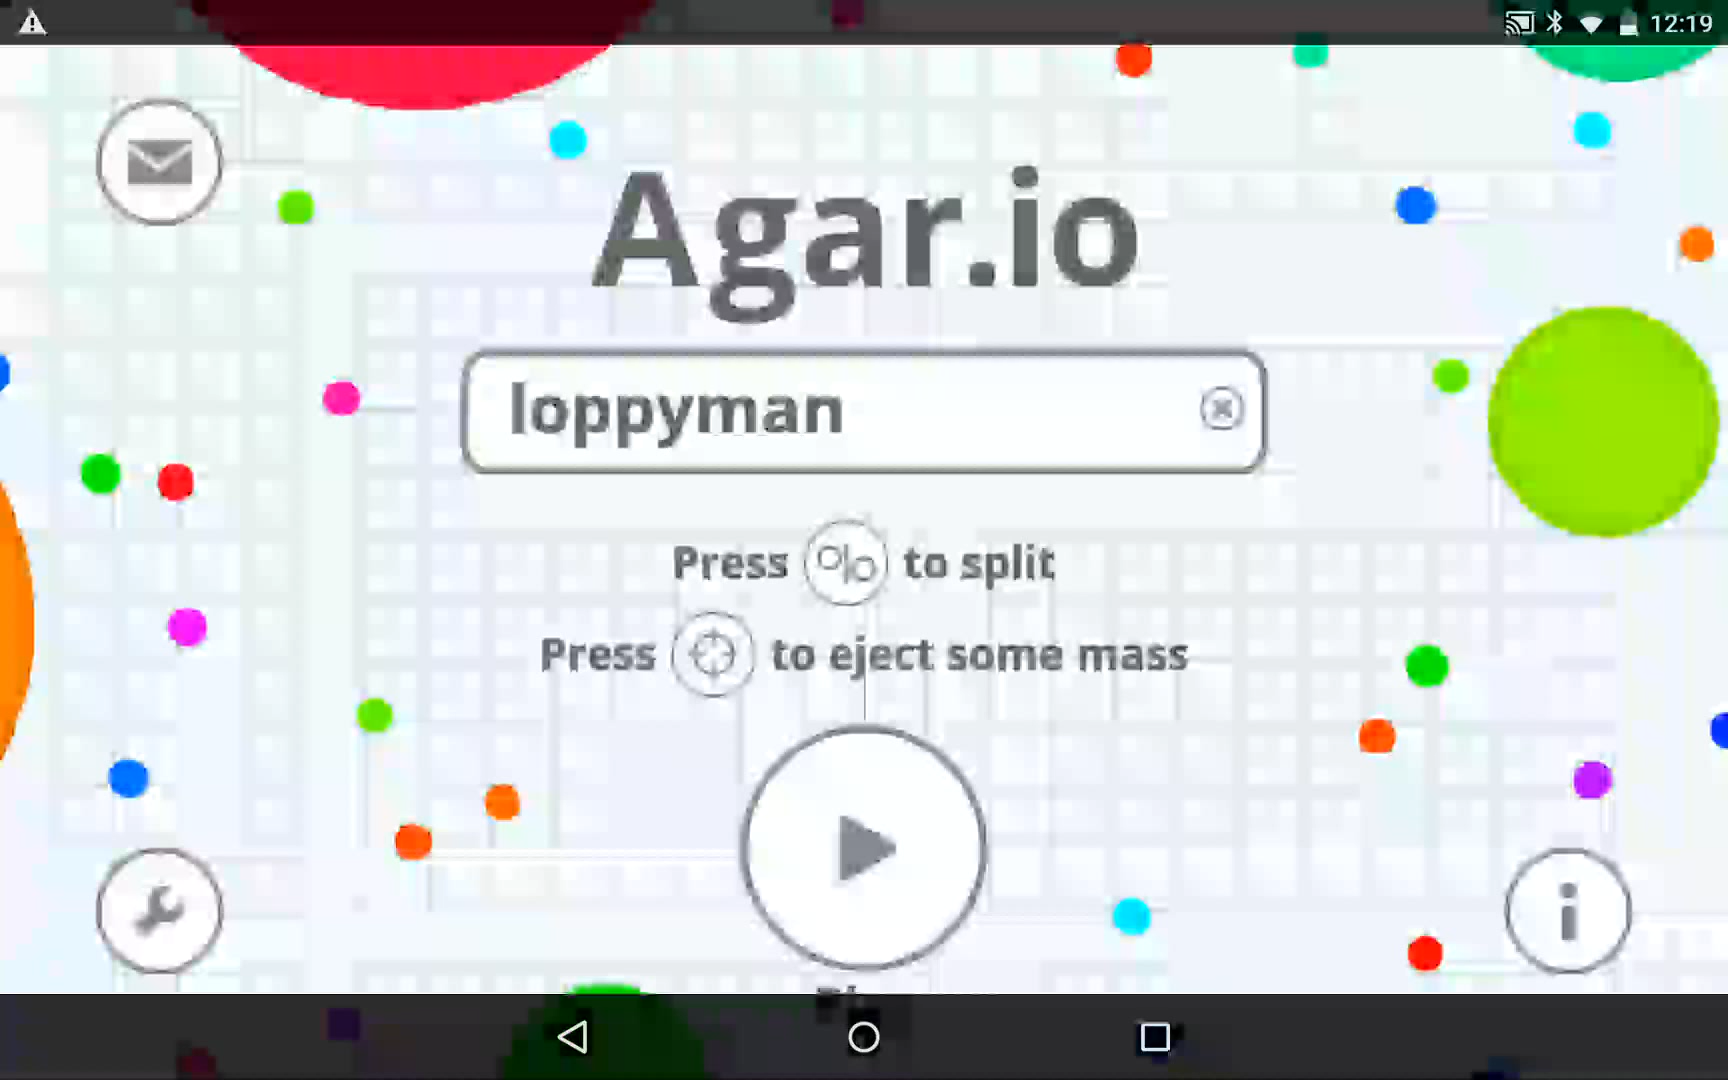 12:19
Agar.io
loppyman
Press to split
Press to eject some mass